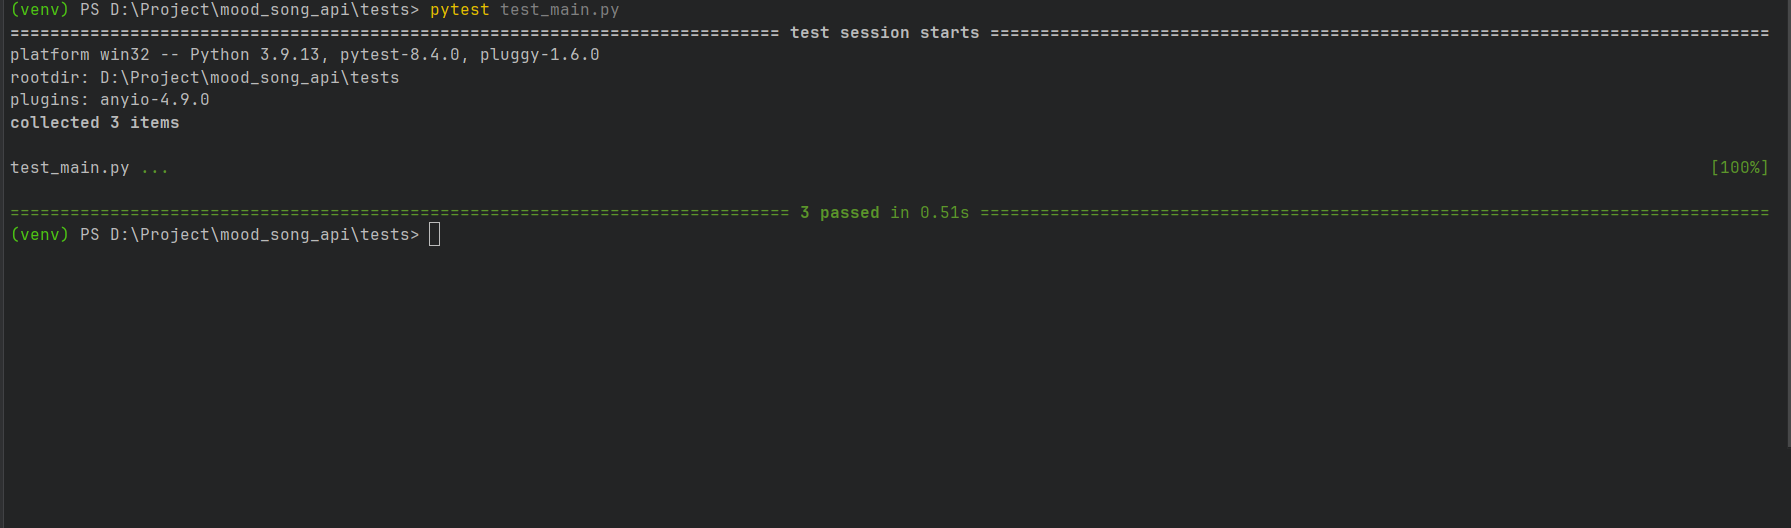 (venv) PS D:\Project\mood_song_api\tests> pytest test_main.py
============================================================================= test session starts ==============================================================================
platform win32 -- Python 3.9.13, pytest-8.4.0, pluggy-1.6.0
rootdir: D:\Project\mood_song_api\tests
plugins: anyio-4.9.0
collected 3 items
test_main.py ... [100%]
============================================================================== 3 passed in 0.51s ===============================================================================
(venv) PS D:\Project\mood_song_api\tests>